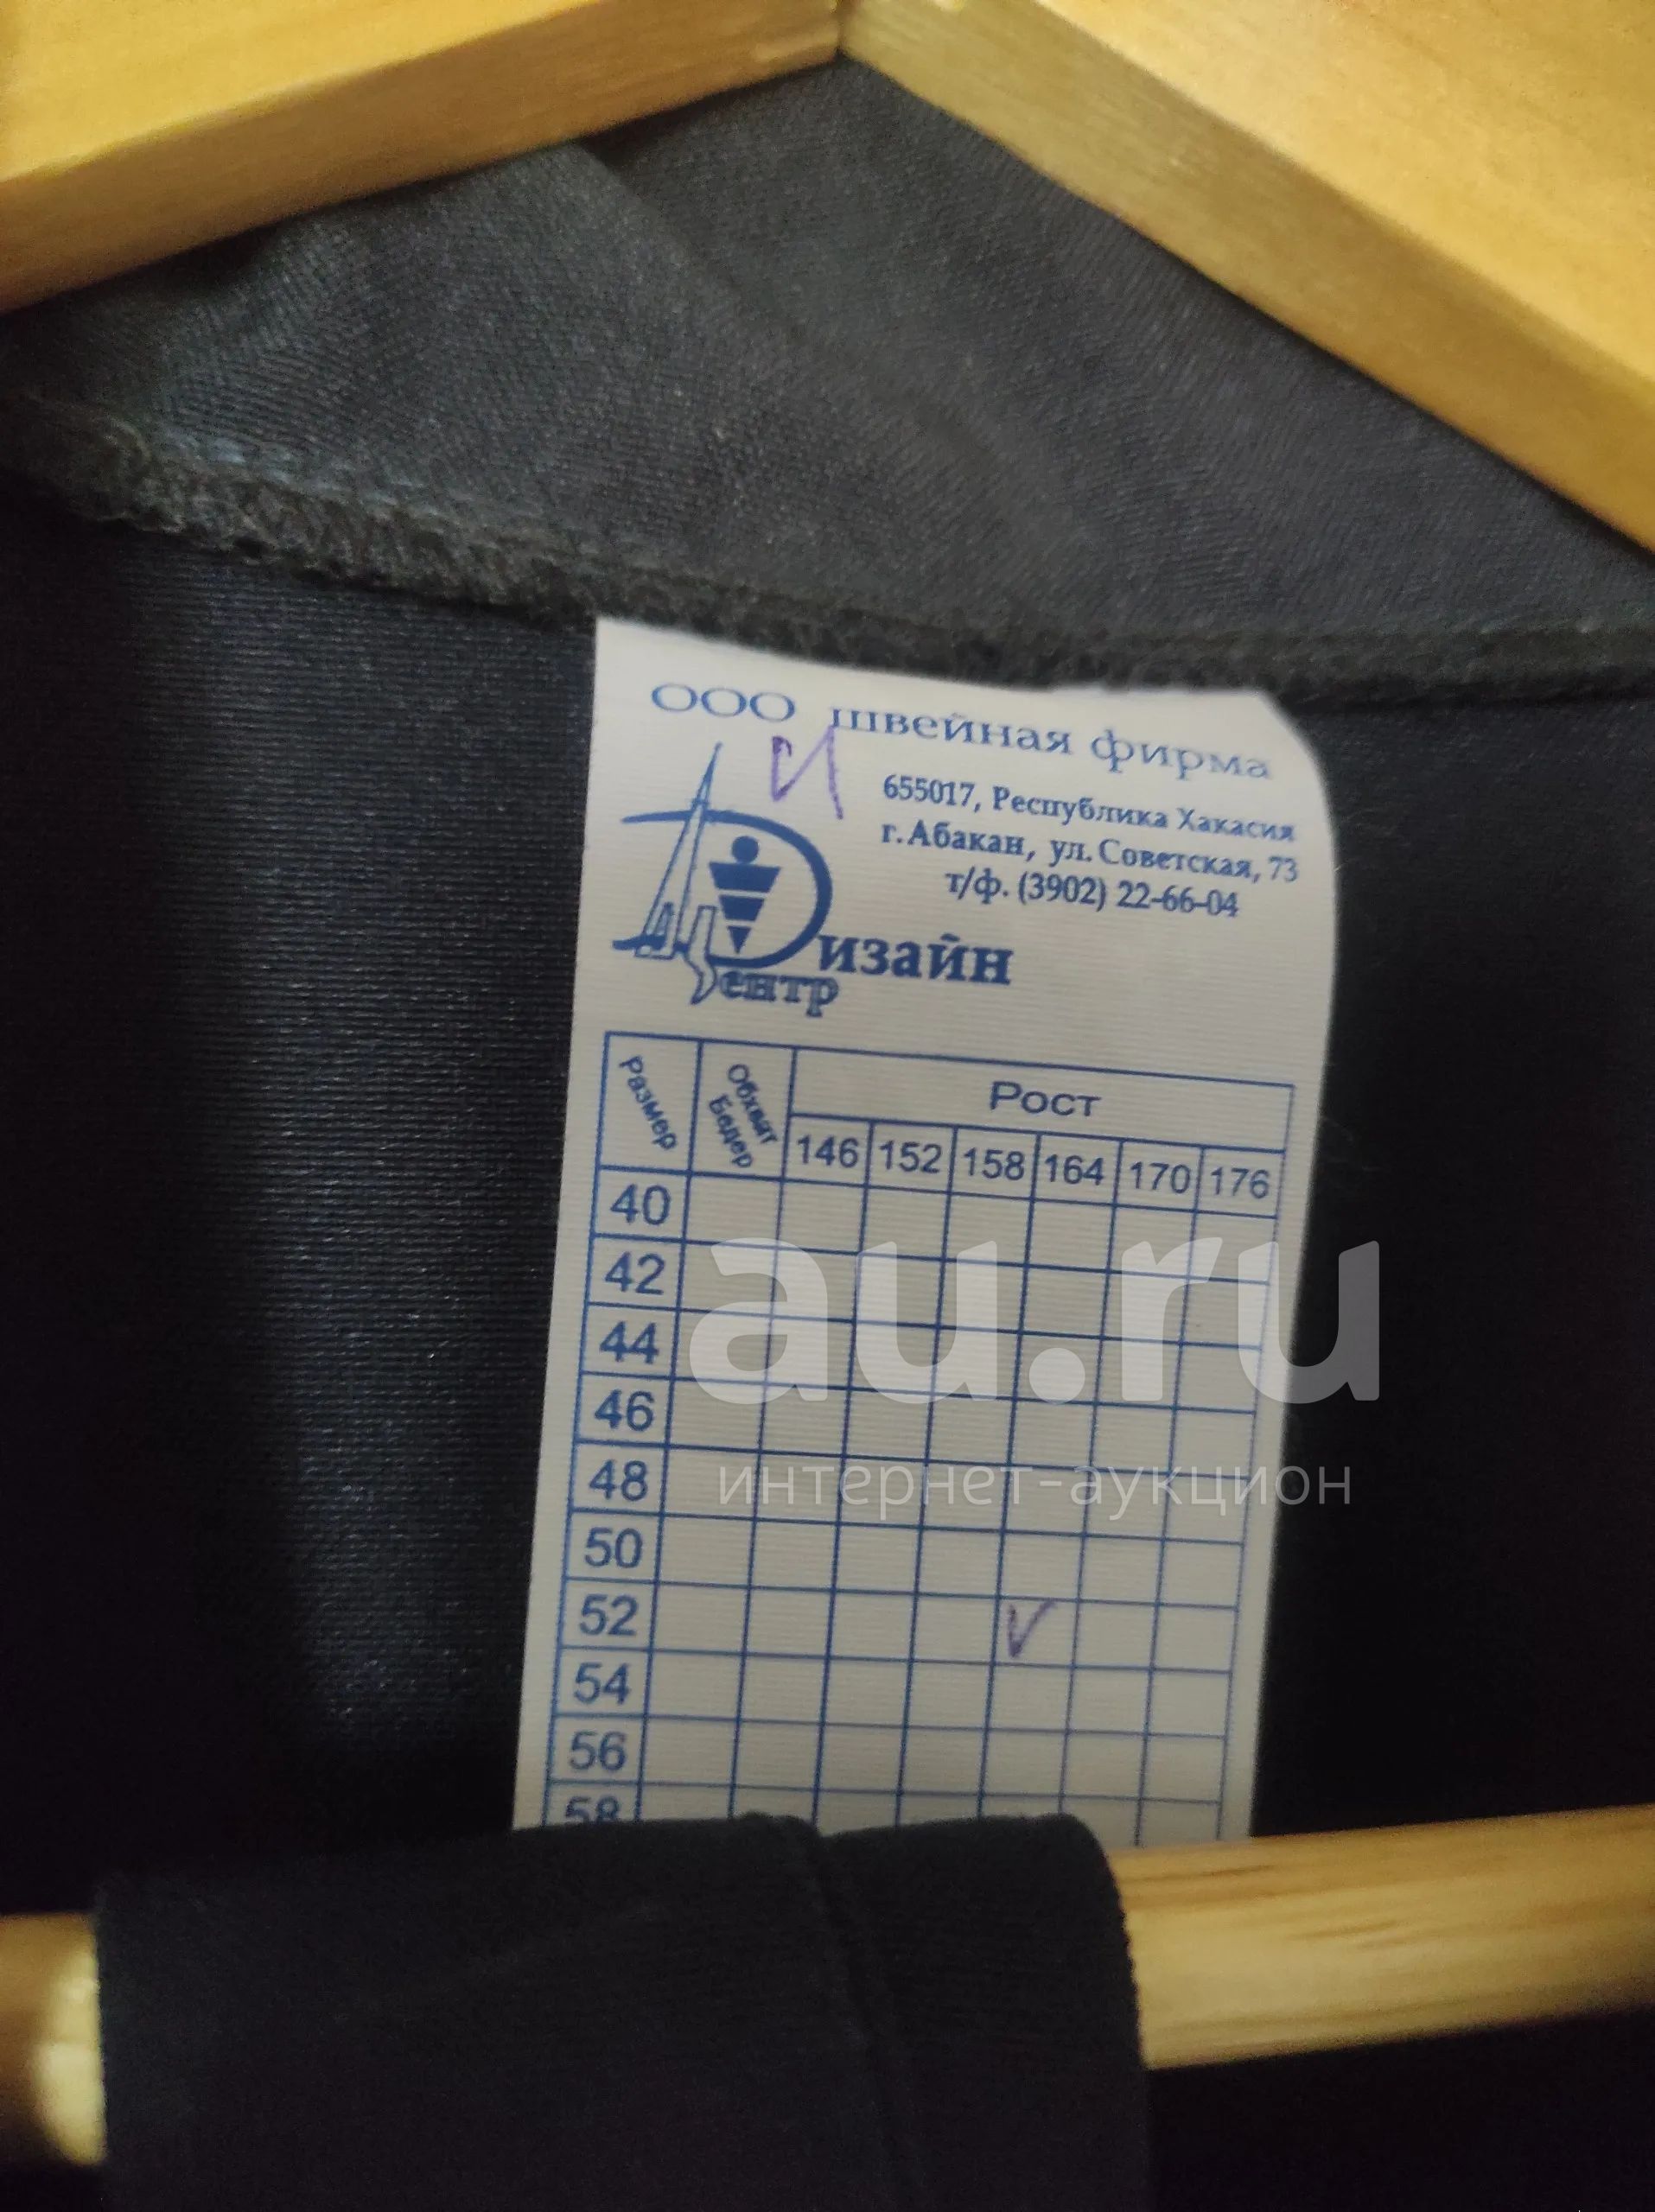 ООО швейная фирма
И
655017, Республика Хакасия
г. Абакан, ул. Советская, 73
т/ф. (3902) 22-66-04
Дизайн
Центр
Размер
Обхват
Бедер
Рост
146 152 158 164 170 176
40
42
44
46
48
50
52 V
54
56
58
au.ru
интернет-аукцион